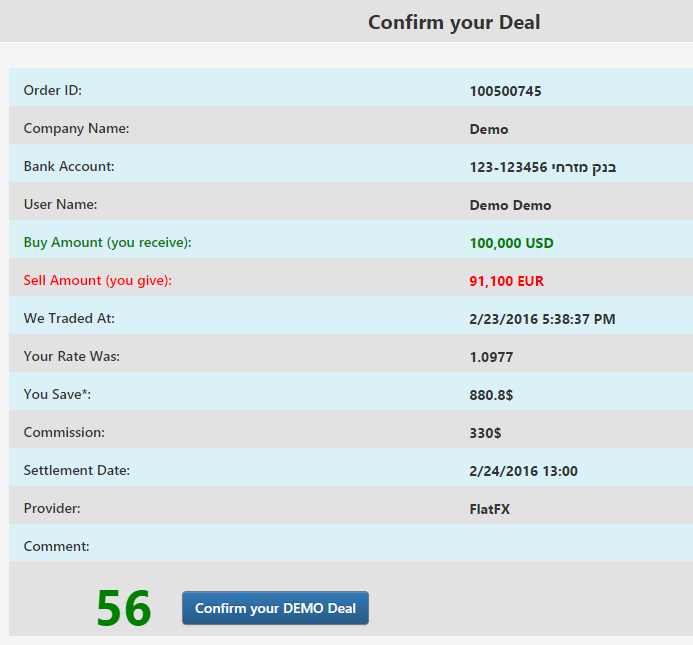 Confirm your Deal
Order ID: 100500745
Company Name: Demo
Bank Account: 123-123456 בנק מזרחי
User Name: Demo Demo
Buy Amount (you receive): 100,000 USD
Sell Amount (you give): 91,100 EUR
We Traded At: 2/23/2016 5:38:37 PM
Your Rate Was: 1.0977
You Save*: 880.8$
Commission: 330$
Settlement Date: 2/24/2016 13:00
Provider: FlatFX
Comment:
56 Confirm your DEMO Deal